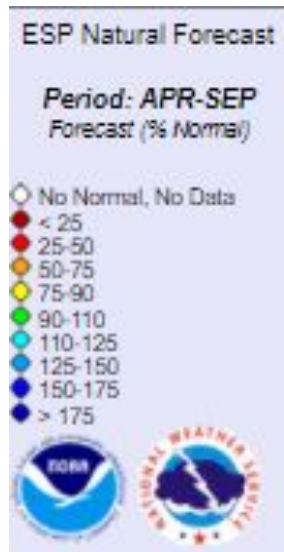 ESP Natural Forecast
Period: APR-SEP
Forecast (% Normal)
No Normal, No Data
< 25
25-50
50-75
75-90
90-110
110-125
125-150
150-175
> 175
NOAA
NATIONAL WEATHER SERVICE